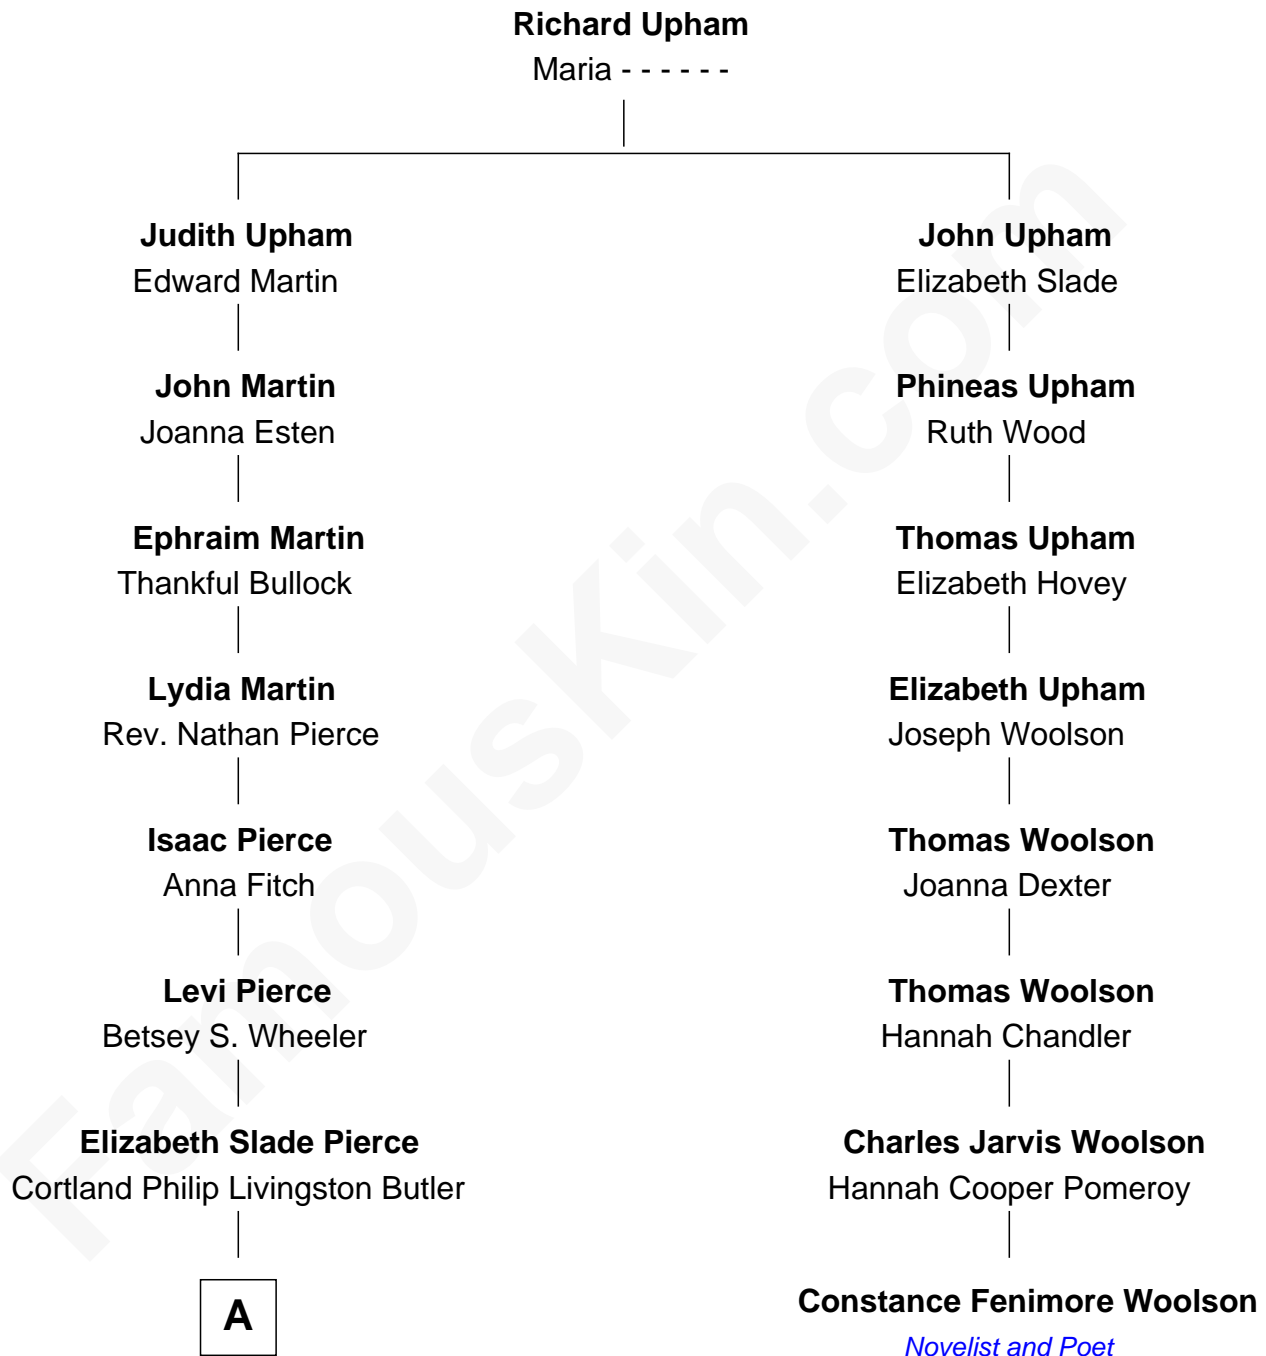 Richard Upham
Maria - - - - - -
Judith Upham
Edward Martin
John Upham
Elizabeth Slade
John Martin
Joanna Esten
Phineas Upham
Ruth Wood
Ephraim Martin
Thankful Bullock
Thomas Upham
Elizabeth Hovey
Lydia Martin
Rev. Nathan Pierce
Elizabeth Upham
Joseph Woolson
Isaac Pierce
Anna Fitch
Thomas Woolson
Joanna Dexter
Levi Pierce
Betsey S. Wheeler
Thomas Woolson
Hannah Chandler
Elizabeth Slade Pierce
Cortland Philip Livingston Butler
Charles Jarvis Woolson
Hannah Cooper Pomeroy
A
Constance Fenimore Woolson
Novelist and Poet
FamousKin.com